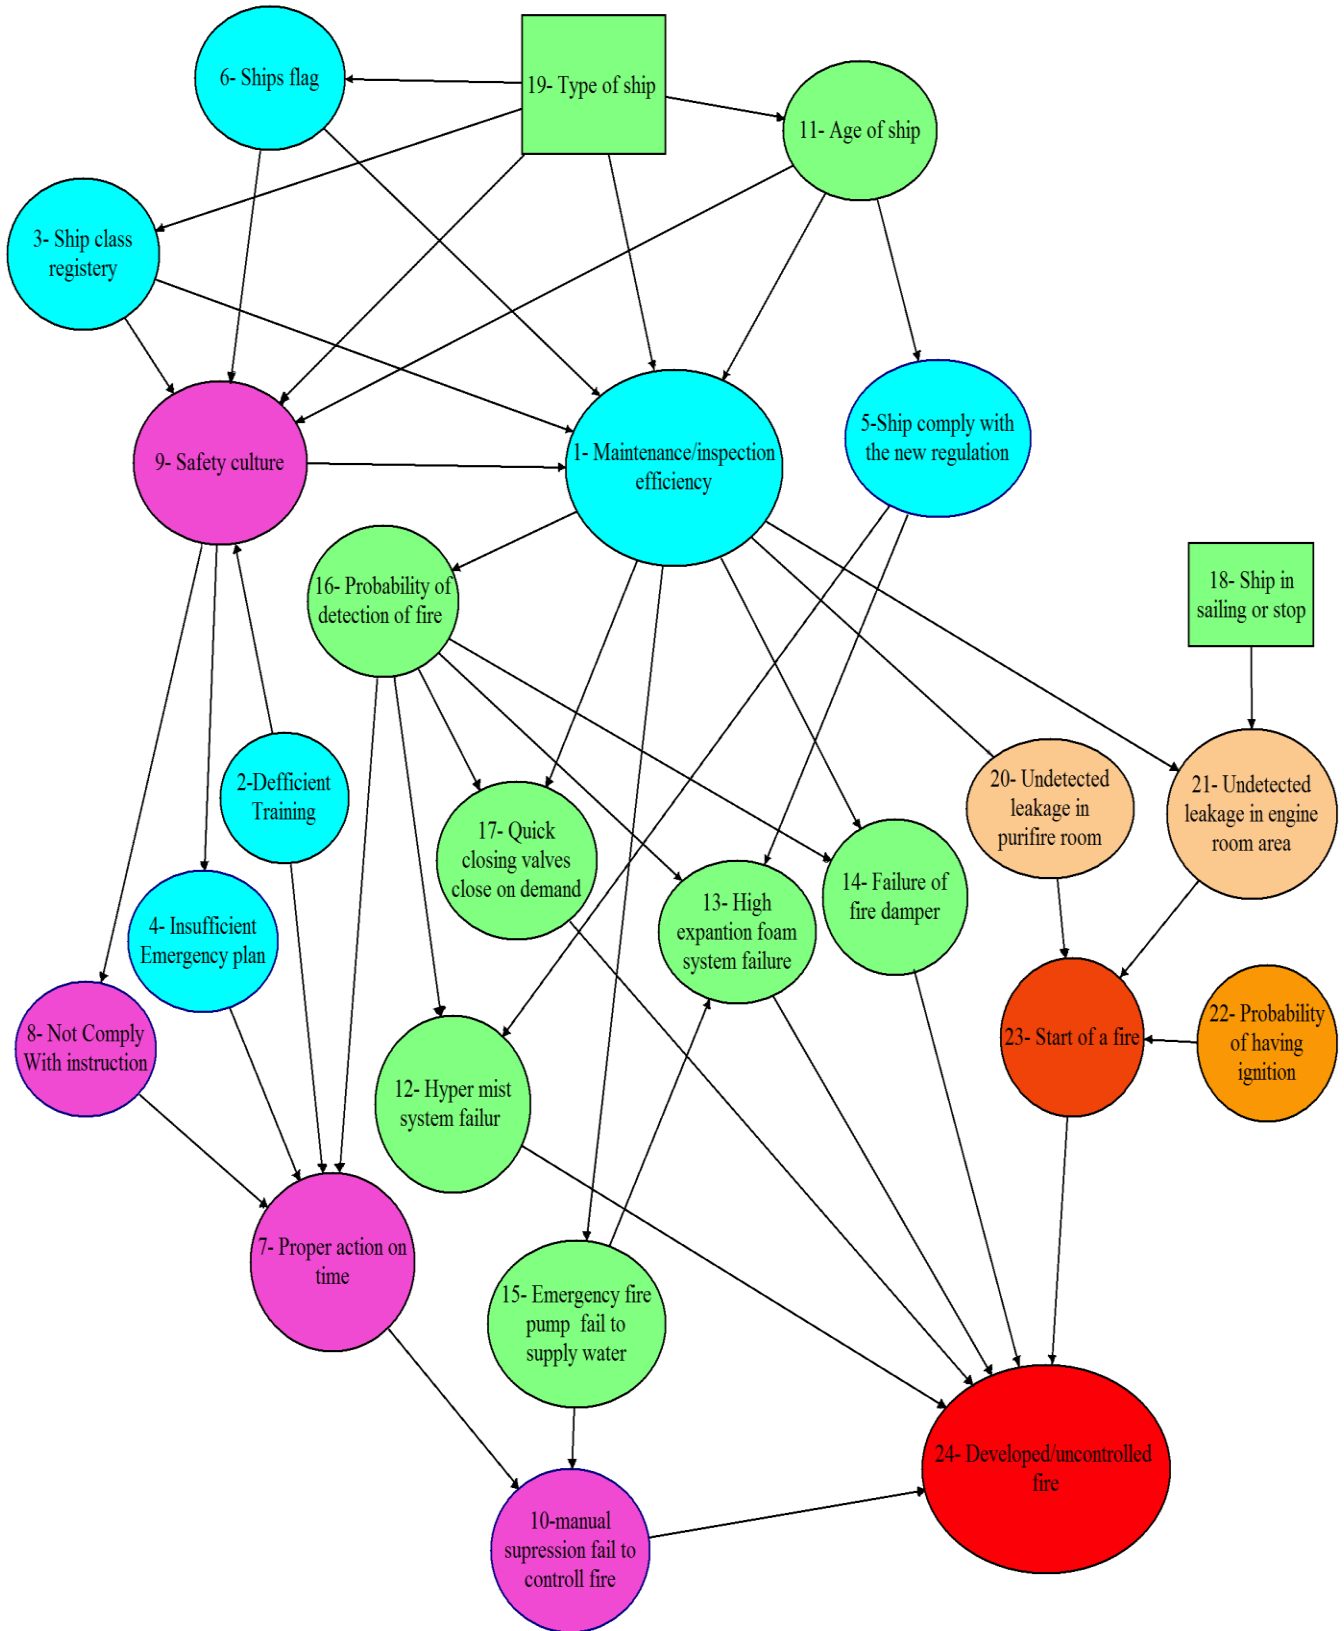 6- Ships flag
19- Type of ship
11- Age of ship
3- Ship class
registery
9- Safety culture
1- Maintenance/inspection
efficiency
5-Ship comply with
the new regulation
16- Probability of
detection of fire
18- Ship in
sailing or stop
2-Defficient
Training
17- Quick
closing valves
close on demand
20- Undetected
leakage in
purifire room
21- Undetected
leakage in engine
room area
4- Insufficient
Emergency plan
13- High
expantion foam
system failure
14- Failure of
fire damper
8- Not Comply
With instruction
12- Hyper mist
system failur
23- Start of a fire
22- Probability
of having
ignition
7- Proper action on
time
15- Emergency fire
pump fail to
supply water
24- Developed/uncontrolled
fire
10-manual
supression fail to
controll fire